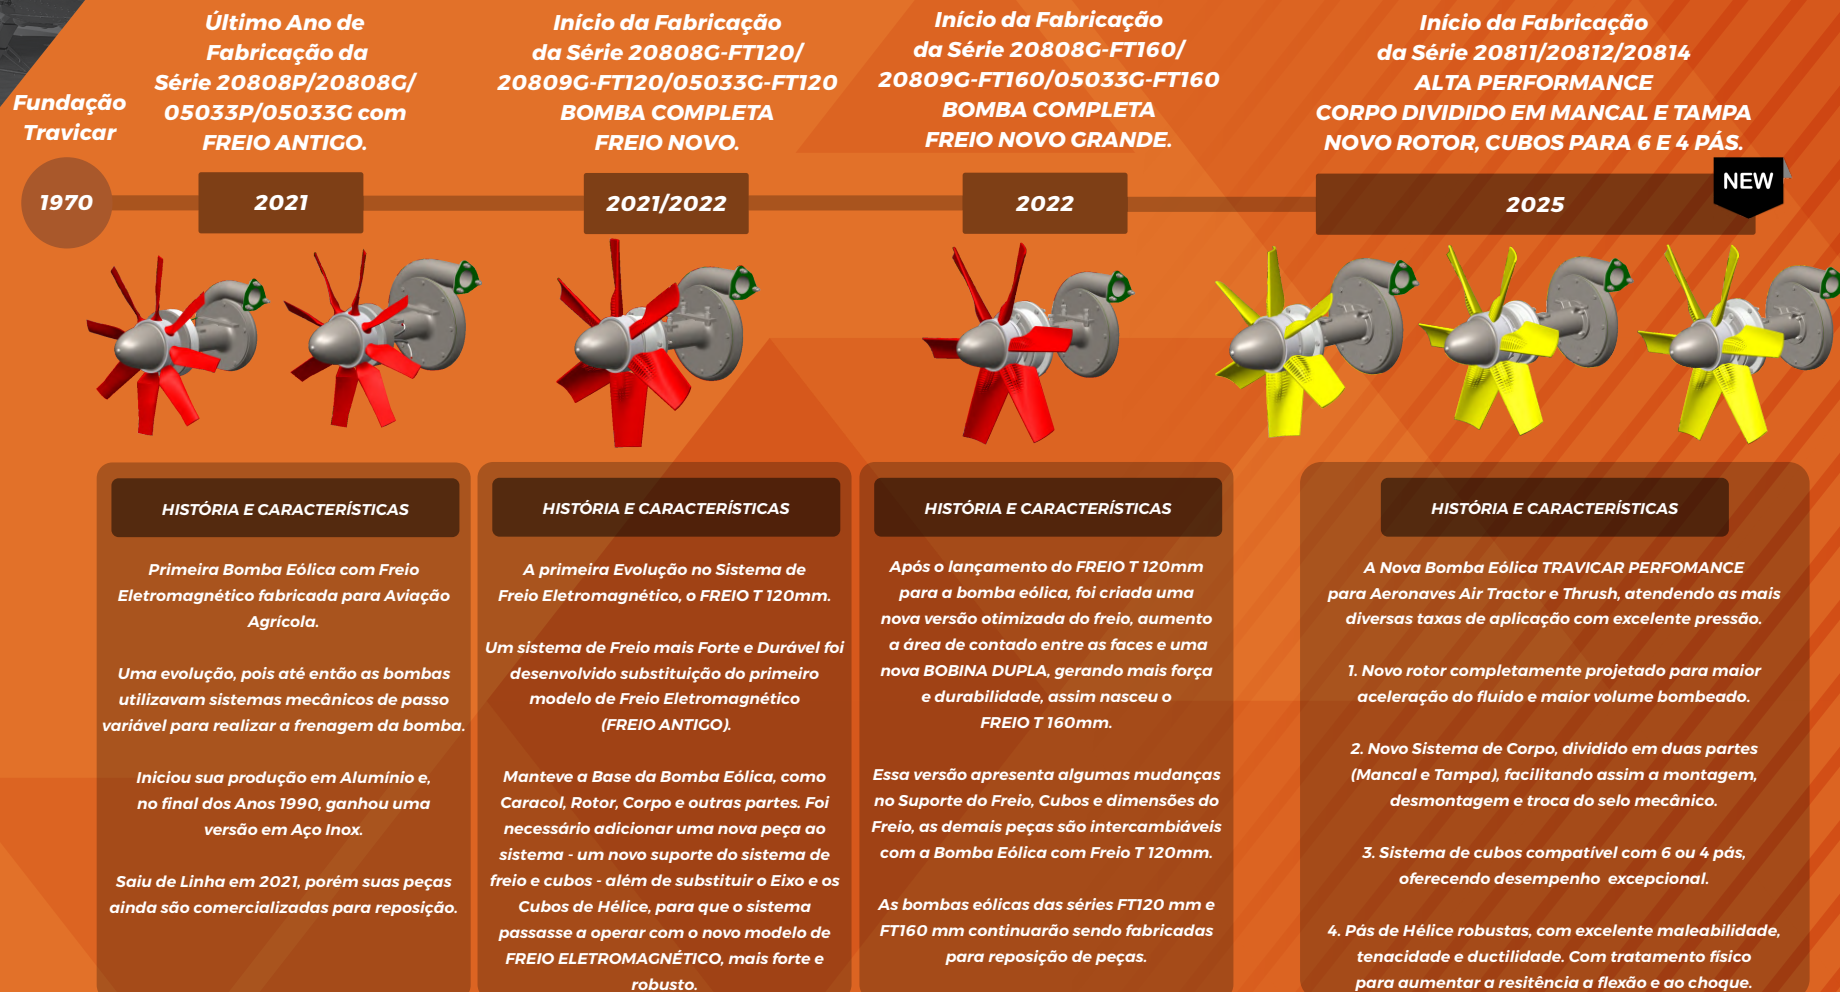 Fundação
Travicar
1970
Último Ano de
Fabricação da
Série 20808P/20808G/
05033P/05033G com
FREIO ANTIGO.
2021
Início da Fabricação
da Série 20808G-FT120/
20809G-FT120/05033G-FT120
BOMBA COMPLETA
FREIO NOVO.
2021/2022
Início da Fabricação
da Série 20808G-FT160/
20809G-FT160/05033G-FT160
BOMBA COMPLETA
FREIO NOVO GRANDE.
2022
Início da Fabricação
da Série 20811/20812/20814
ALTA PERFORMANCE
CORPO DIVIDIDO EM MANCAL E TAMPA
NOVO ROTOR, CUBOS PARA 6 E 4 PÁS.
2025
NEW
HISTÓRIA E CARACTERÍSTICAS
Primeira Bomba Eólica com Freio
Eletromagnético fabricada para Aviação
Agrícola.
Uma evolução, pois até então as bombas
utilizavam sistemas mecânicos de passo
variável para realizar a frenagem da bomba.
Iniciou sua produção em Alumínio e,
no final dos Anos 1990, ganhou uma
versão em Aço Inox.
Saiu de Linha em 2021, porém suas peças
ainda são comercializadas para reposição.
HISTÓRIA E CARACTERÍSTICAS
A primeira Evolução no Sistema de
Freio Eletromagnético, o FREIO T 120mm.
Um sistema de Freio mais Forte e Durável foi
desenvolvido substituição do primeiro
modelo de Freio Eletromagnético
(FREIO ANTIGO).
Manteve a Base da Bomba Eólica, como
Caracol, Rotor, Corpo e outras partes. Foi
necessário adicionar uma nova peça ao
sistema - um novo suporte do sistema de
freio e cubos - além de substituir o Eixo e os
Cubos de Hélice, para que o sistema
passasse a operar com o novo modelo de
FREIO ELETROMAGNÉTICO, mais forte e
robusto.
HISTÓRIA E CARACTERÍSTICAS
Após o lançamento do FREIO T 120mm
para a bomba eólica, foi criada uma
nova versão otimizada do freio, aumento
a área de contado entre as faces e uma
nova BOBINA DUPLA, gerando mais força
e durabilidade, assim nasceu o
FREIO T 160mm.
Essa versão apresenta algumas mudanças
no Suporte do Freio, Cubos e dimensões do
Freio, as demais peças são intercambiáveis
com a Bomba Eólica com Freio T 120mm.
As bombas eólicas das séries FT120 mm e
FT160 mm continuarão sendo fabricadas
para reposição de peças.
HISTÓRIA E CARACTERÍSTICAS
A Nova Bomba Eólica TRAVICAR PERFOMANCE
para Aeronaves Air Tractor e Thrush, atendendo as mais
diversas taxas de aplicação com excelente pressão.
1. Novo rotor completamente projetado para maior
aceleração do fluido e maior volume bombeado.
2. Novo Sistema de Corpo, dividido em duas partes
(Mancal e Tampa), facilitando assim a montagem,
desmontagem e troca do selo mecânico.
3. Sistema de cubos compatível com 6 ou 4 pás,
oferecendo desempenho excepcional.
4. Pás de Hélice robustas, com excelente maleabilidade,
tenacidade e ductilidade. Com tratamento físico
para aumentar a resitência a flexão e ao choque.